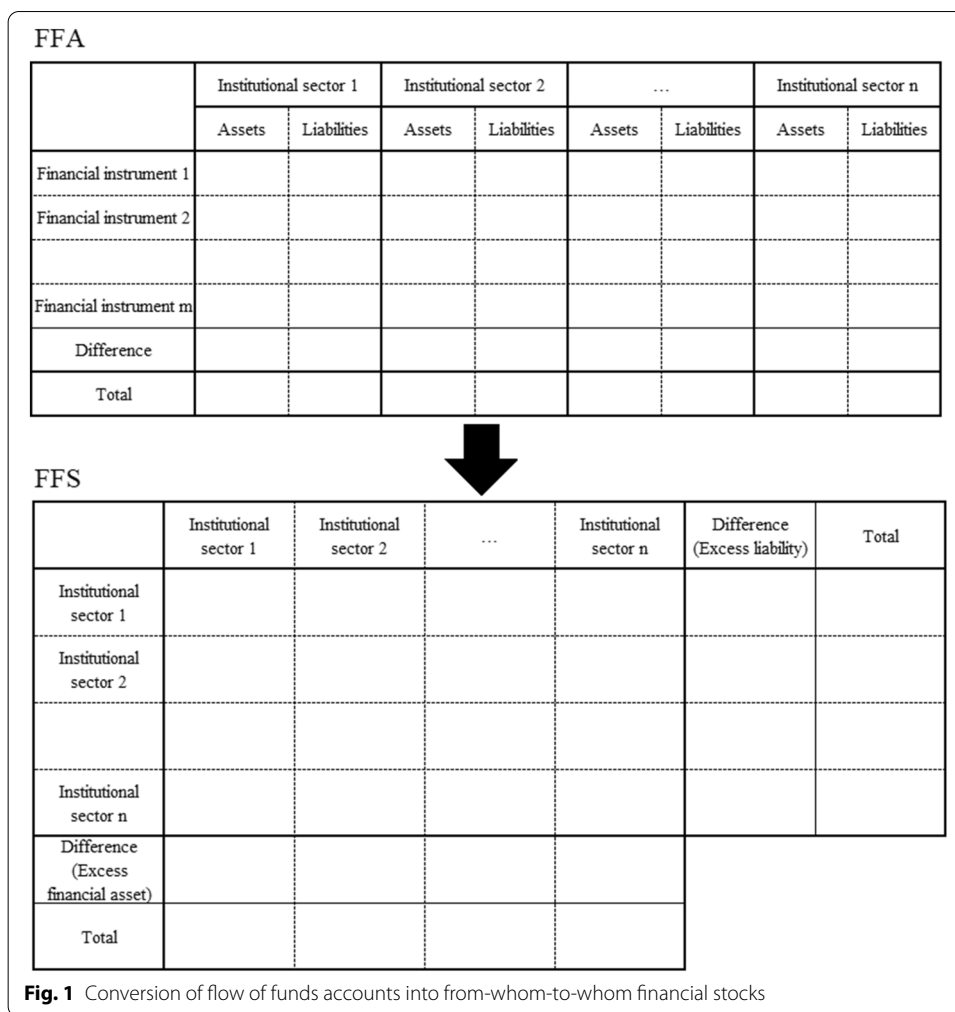 FFA
Institutional sector 1 Institutional sector 2 ... Institutional sector n
Assets Liabilities Assets Liabilities Assets Liabilities Assets Liabilities
Financial instrument 1
Financial instrument 2
Financial instrument m
Difference
Total
FFS
Institutional sector 1 Institutional sector 2 ... Institutional sector n Difference (Excess liability) Total
Institutional
sector 1
Institutional
sector 2
Institutional
sector n
Difference
(Excess
financial asset)
Total
Fig. 1 Conversion of flow of funds accounts into from-whom-to-whom financial stocks